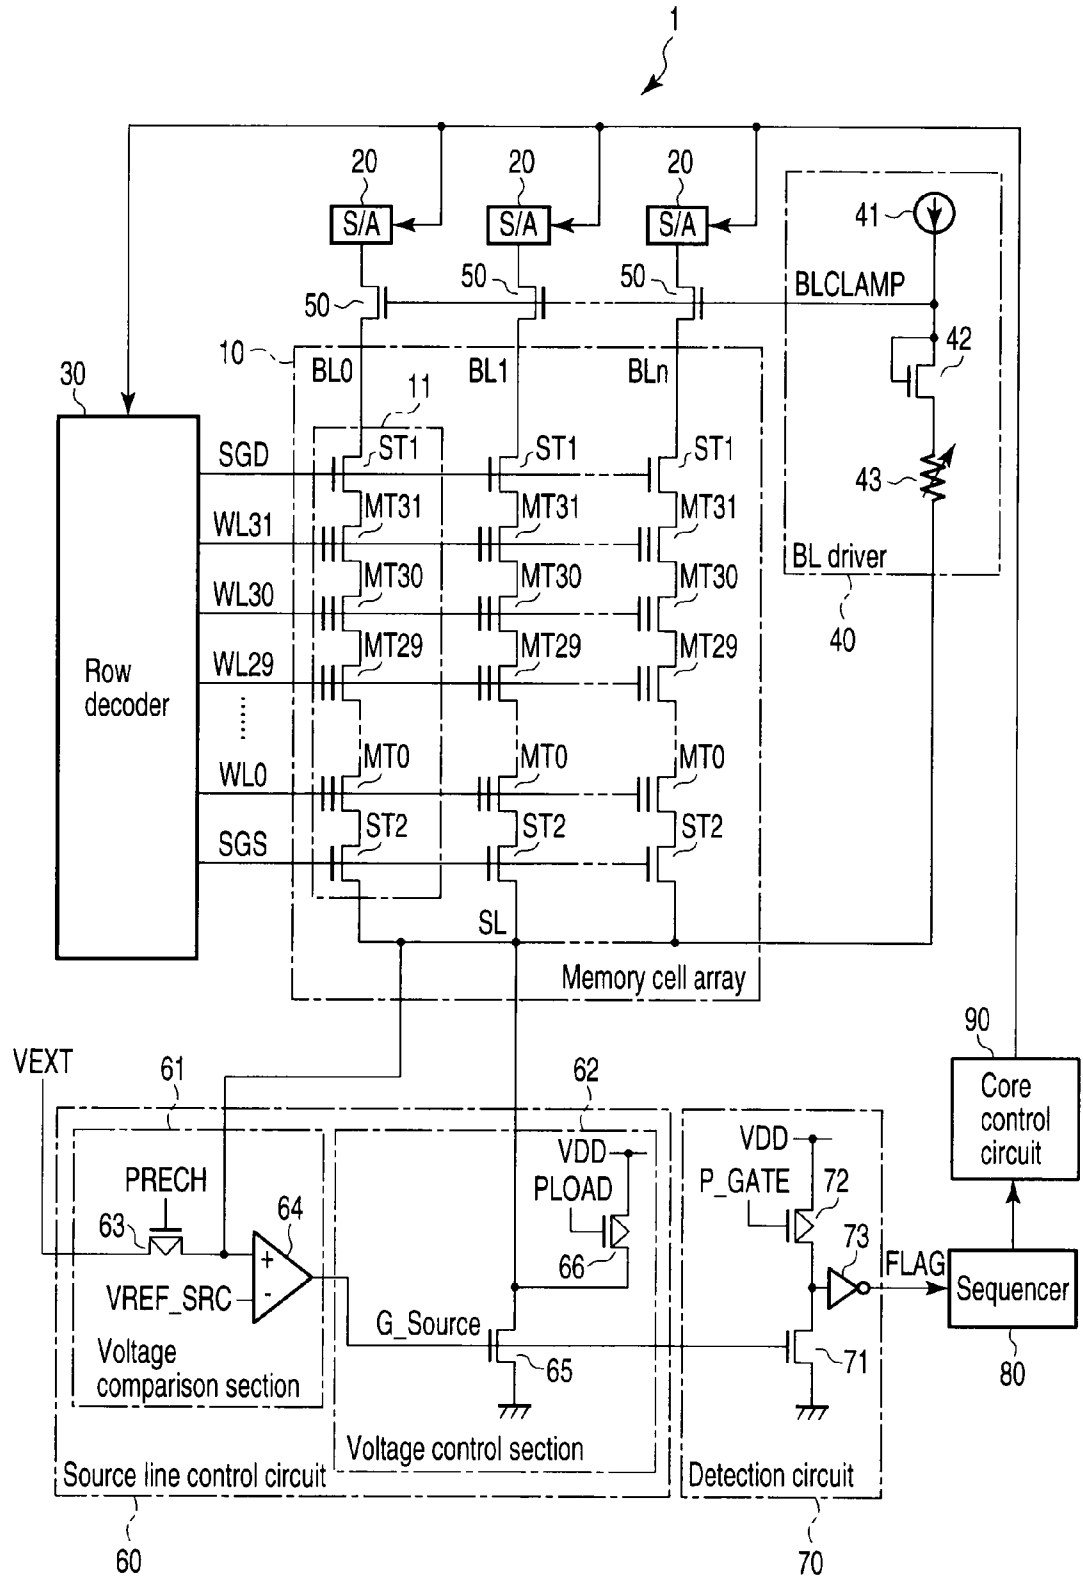 1
20 20 20
S/A S/A S/A
41
50 50 50
BLCLAMP
10
BL0 BL1 BLn
42
30
11
SGD ST1 ST1 ST1
43
WL31 MT31 MT31 MT31
BL driver
WL30 MT30 MT30 MT30
40
WL29 MT29 MT29 MT29
Row
decoder
WL0 MT0 MT0 MT0
SGS ST2 ST2 ST2
SL
Memory cell array
90
Core
control
circuit
VEXT
61
62
VDD
VDD
PRECH
PLOAD
P_GATE
72
63
64
66
73
FLAG
Sequencer
VREF_SRC
+
-
G_Source
65
71
80
Voltage
comparison section
Voltage control section
Source line control circuit
Detection circuit
60
70